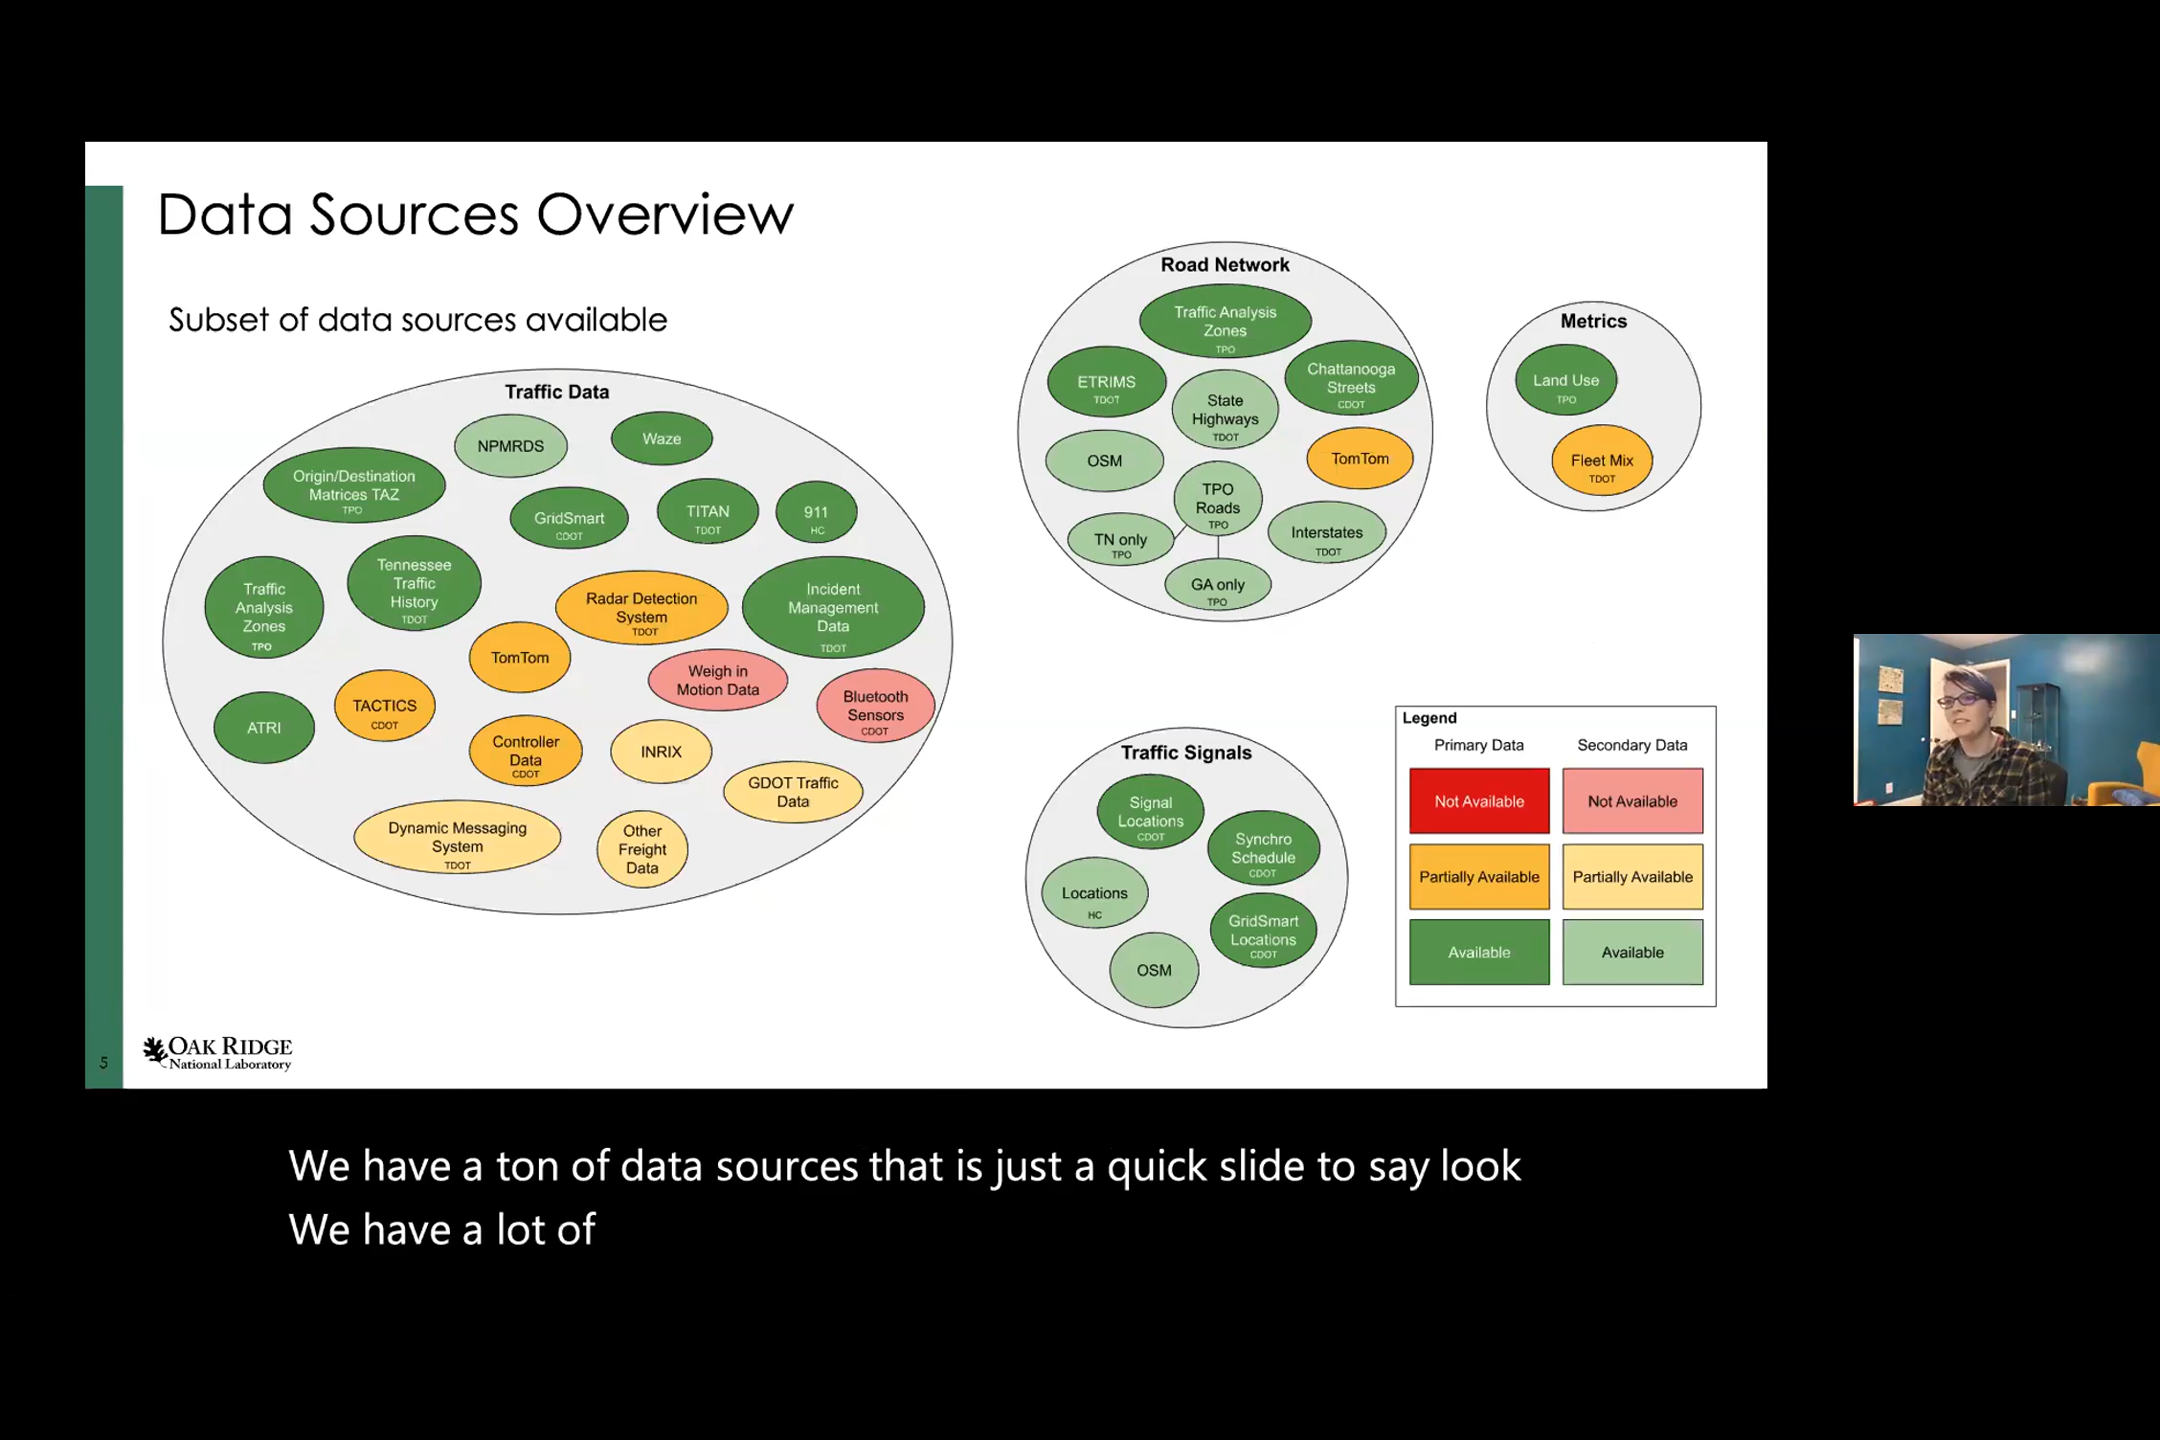 Data Sources Overview
Subset of data sources available
Traffic Data
NPMRDS
Waze
Origin/Destination
Matrices TAZ
TPO
GridSmart
CDOT
TITAN
TDOT
911
HC
Traffic
Analysis
Zones
TPO
Tennessee
Traffic
History
TDOT
Radar Detection
System
TDOT
Incident
Management
Data
TDOT
TomTom
Weigh in
Motion Data
Bluetooth
Sensors
CDOT
ATRI
TACTICS
CDOT
Controller
Data
CDOT
INRIX
GDOT Traffic
Data
Dynamic Messaging
System
TDOT
Other
Freight
Data
Road Network
Traffic Analysis
Zones
TPO
ETRIMS
TDOT
State
Highways
TDOT
Chattanooga
Streets
CDOT
OSM
TomTom
TPO
Roads
TPO
TN only
TPO
Interstates
TDOT
GA only
TPO
Metrics
Land Use
TPO
Fleet Mix
TDOT
Traffic Signals
Signal
Locations
CDOT
Synchro
Schedule
CDOT
Locations
HC
GridSmart
Locations
CDOT
OSM
Legend
Primary Data
Secondary Data
Not Available
Not Available
Partially Available
Partially Available
Available
Available
5
OAK RIDGE
National Laboratory
We have a ton of data sources that is just a quick slide to say look
We have a lot of